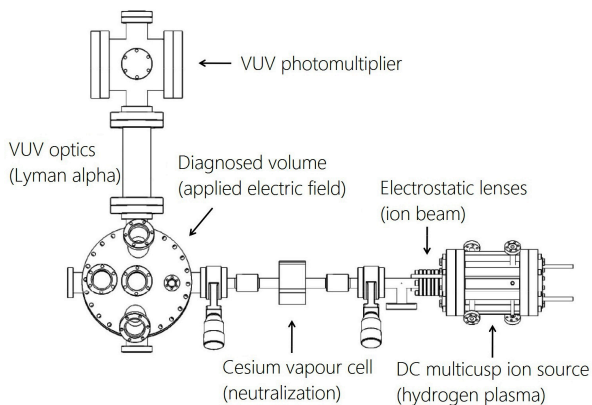 VUV photomultiplier
VUV optics
(Lyman alpha)
Diagnosed volume
(applied electric field)
Electrostatic lenses
(ion beam)
Cesium vapour cell
(neutralization)
DC multicusp ion source
(hydrogen plasma)